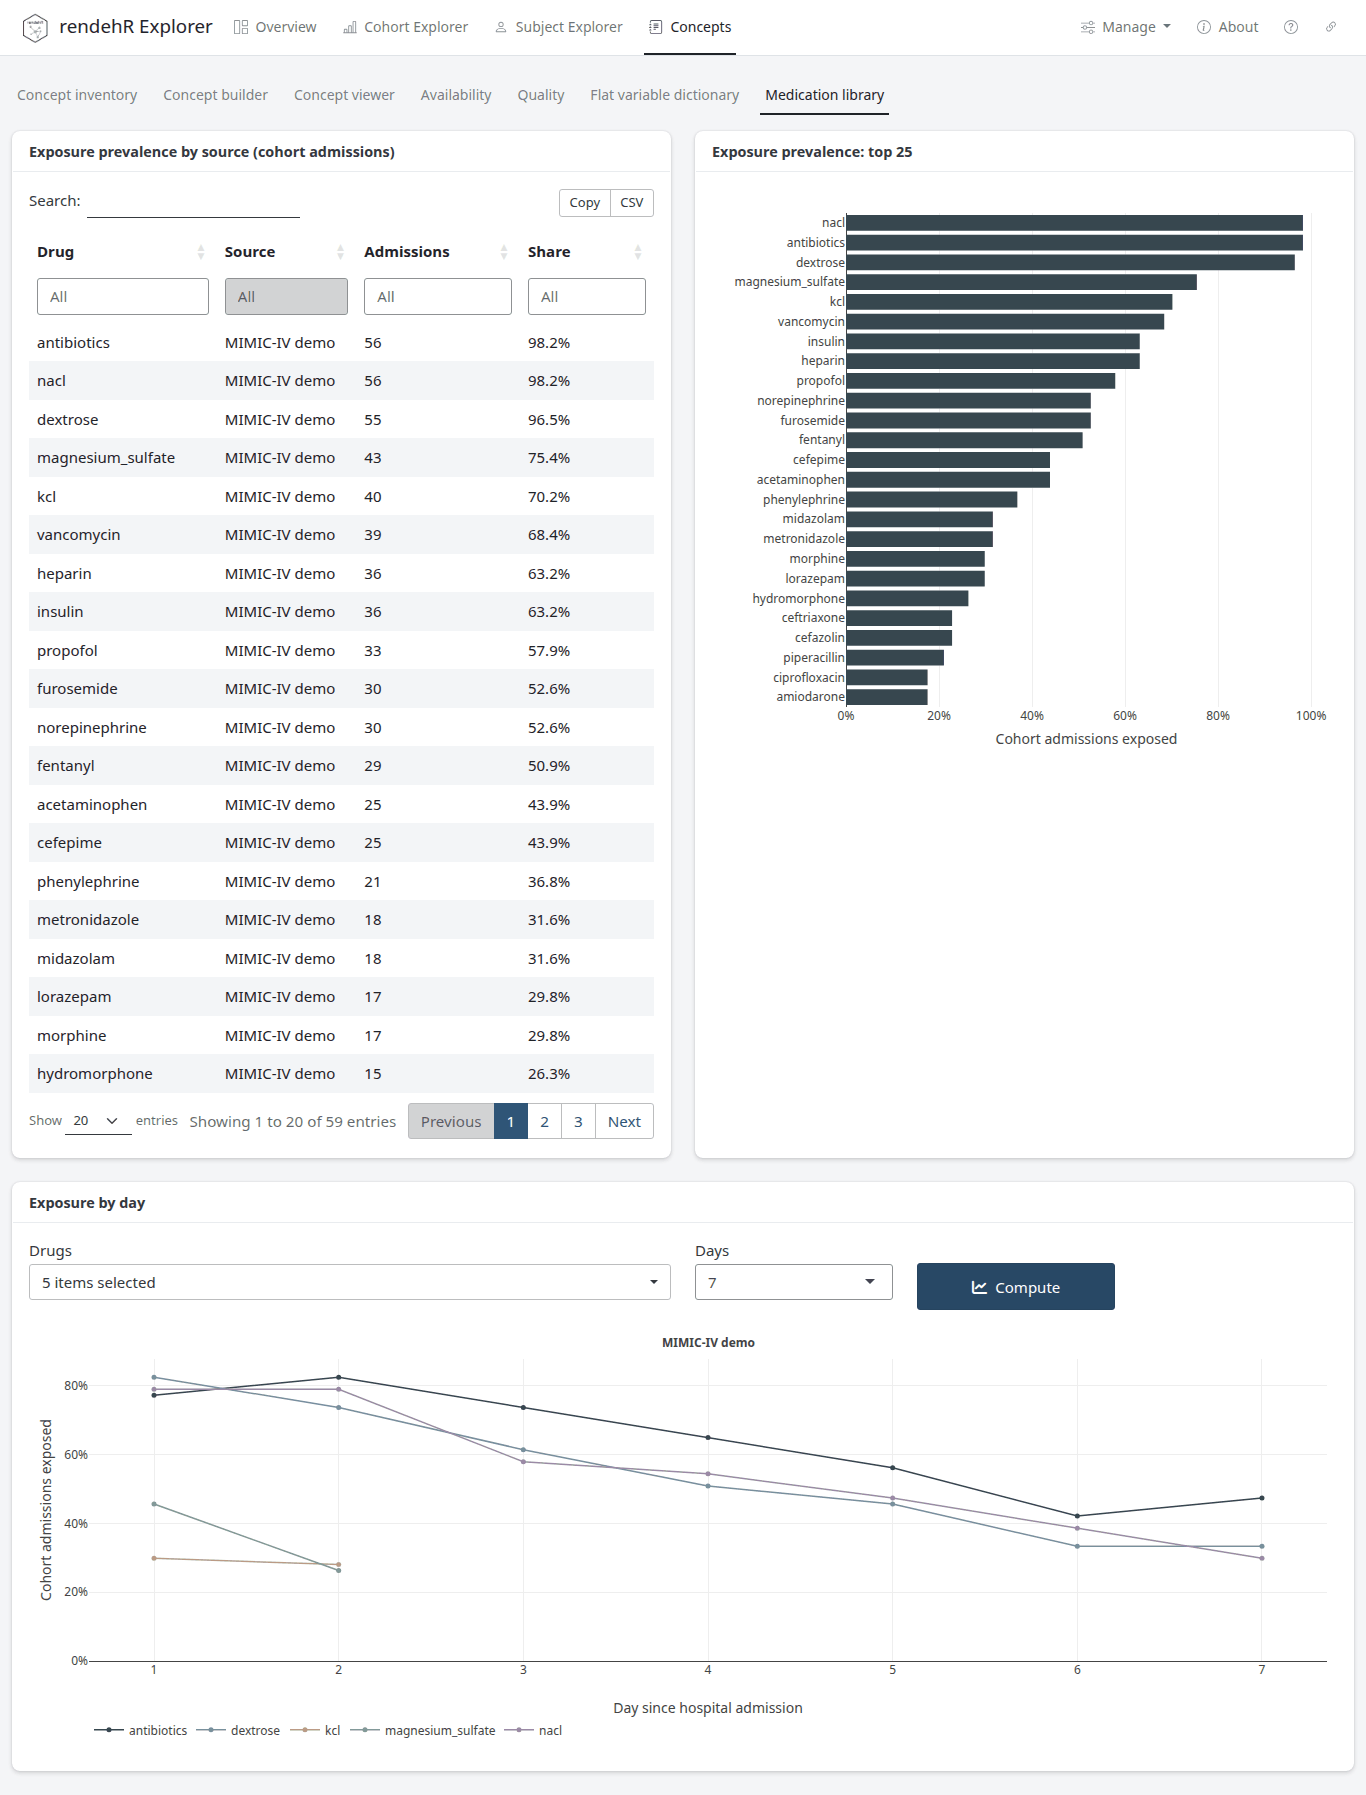 rendehR Explorer Overview Cohort Explorer Subject Explorer Concepts Manage About
Concept inventory Concept builder Concept viewer Availability Quality Flat variable dictionary Medication library
Exposure prevalence by source (cohort admissions)
Search: Copy CSV
Drug Source Admissions Share
All All All All
antibiotics MIMIC-IV demo 56 98.2%
nacl MIMIC-IV demo 56 98.2%
dextrose MIMIC-IV demo 55 96.5%
magnesium_sulfate MIMIC-IV demo 43 75.4%
kcl MIMIC-IV demo 40 70.2%
vancomycin MIMIC-IV demo 39 68.4%
heparin MIMIC-IV demo 36 63.2%
insulin MIMIC-IV demo 36 63.2%
propofol MIMIC-IV demo 33 57.9%
furosemide MIMIC-IV demo 30 52.6%
norepinephrine MIMIC-IV demo 30 52.6%
fentanyl MIMIC-IV demo 29 50.9%
acetaminophen MIMIC-IV demo 25 43.9%
cefepime MIMIC-IV demo 25 43.9%
phenylephrine MIMIC-IV demo 21 36.8%
metronidazole MIMIC-IV demo 18 31.6%
midazolam MIMIC-IV demo 18 31.6%
lorazepam MIMIC-IV demo 17 29.8%
morphine MIMIC-IV demo 17 29.8%
hydromorphone MIMIC-IV demo 15 26.3%
Show 20 entries Showing 1 to 20 of 59 entries Previous 1 2 3 Next
Exposure prevalence: top 25
nacl
antibiotics
dextrose
magnesium_sulfate
kcl
vancomycin
insulin
heparin
propofol
norepinephrine
furosemide
fentanyl
cefepime
acetaminophen
phenylephrine
midazolam
metronidazole
morphine
lorazepam
hydromorphone
ceftriaxone
cefazolin
piperacillin
ciprofloxacin
amiodarone
0% 20% 40% 60% 80% 100%
Cohort admissions exposed
Exposure by day
Drugs Days
5 items selected 7 Compute
MIMIC-IV demo
Cohort admissions exposed
80%
60%
40%
20%
0%
1 2 3 4 5 6 7
Day since hospital admission
antibiotics dextrose kcl magnesium_sulfate nacl